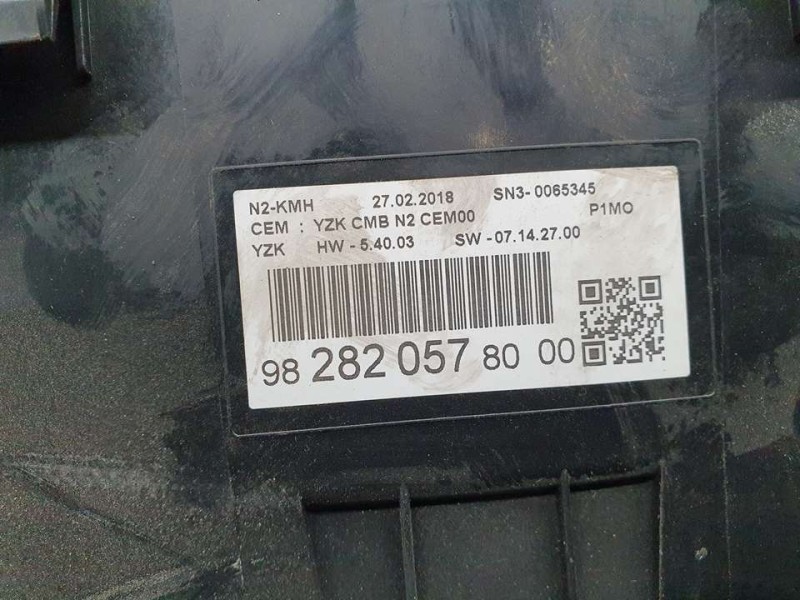 N2-KMH 27.02.2018 SN3- 0065345
CEM : YZK CMB N2 CEM00 P1MO
YZK HW - 5.40.03 SW -07.14.27.00
98 282 057 80 00